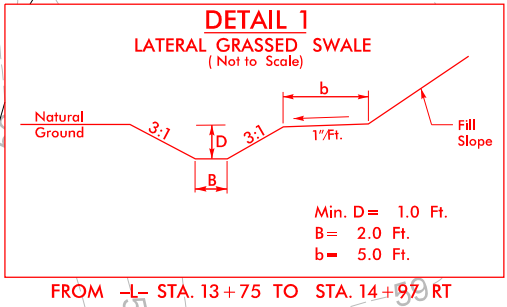 DETAIL 1
LATERAL GRASSED SWALE
( Not to Scale)
b
Natural
Ground
3:1
D
3:1
1"/Ft.
Fill
Slope
B
Min. D = 1.0 Ft.
B = 2.0 Ft.
b = 5.0 Ft.
FROM -L- STA. 13+75 TO STA. 14+97 RT
59